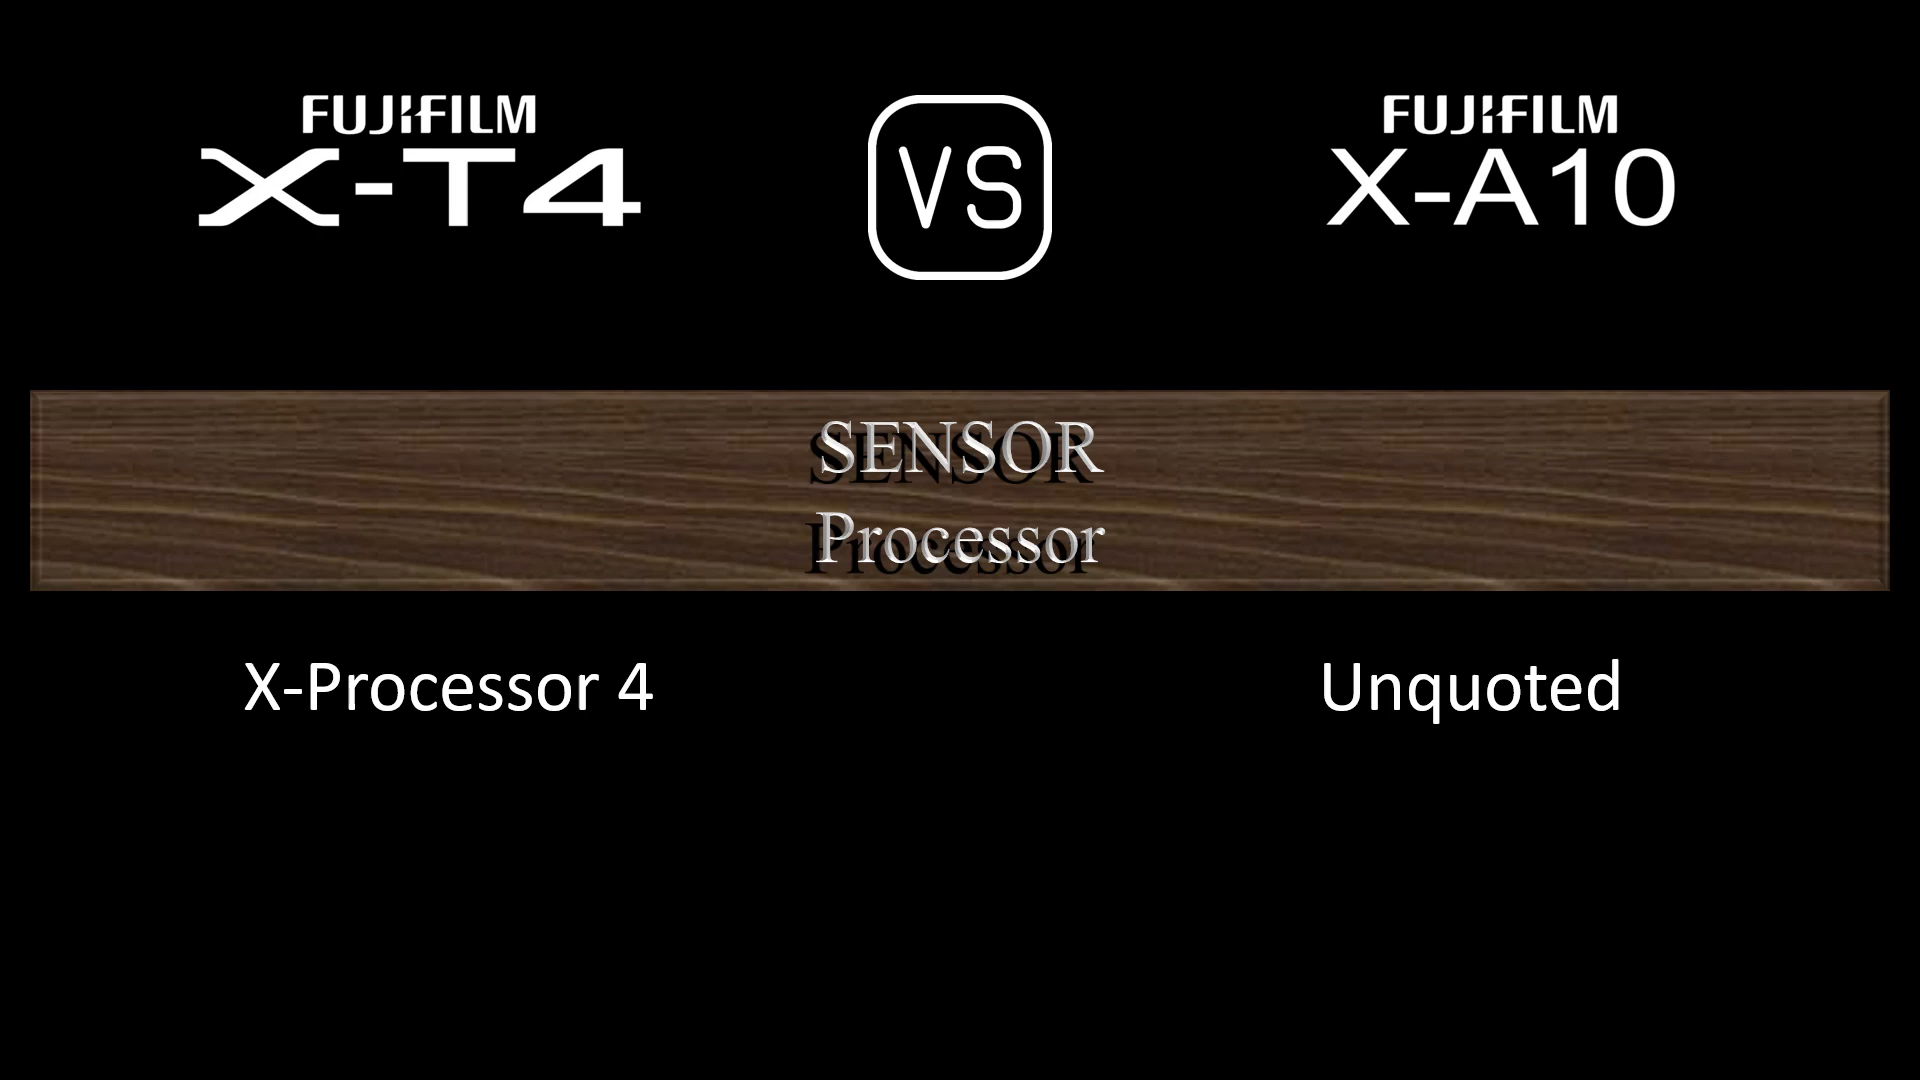 FUJIFILM
X-T4
VS
FUJIFILM
X-A10
SENSOR
Processor
X-Processor 4
Unquoted